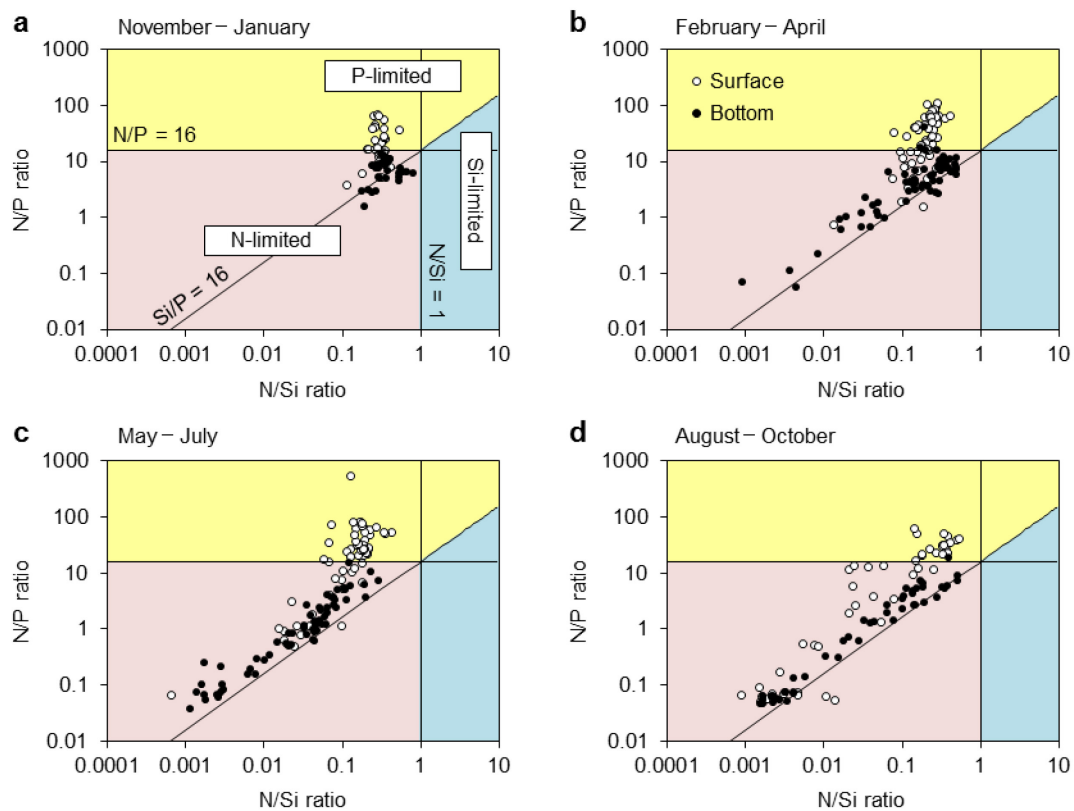 a November – January
1000
100
10
1
0.1
0.01
N/P ratio
P-limited
N/P = 16
N-limited
Si-limited
Si/P = 16
N/Si = 1
0.0001 0.001 0.01 0.1 1 10
N/Si ratio
b February – April
1000
100
10
1
0.1
0.01
N/P ratio
Surface
Bottom
0.0001 0.001 0.01 0.1 1 10
N/Si ratio
c May – July
1000
100
10
1
0.1
0.01
N/P ratio
0.0001 0.001 0.01 0.1 1 10
N/Si ratio
d August – October
1000
100
10
1
0.1
0.01
N/P ratio
0.0001 0.001 0.01 0.1 1 10
N/Si ratio